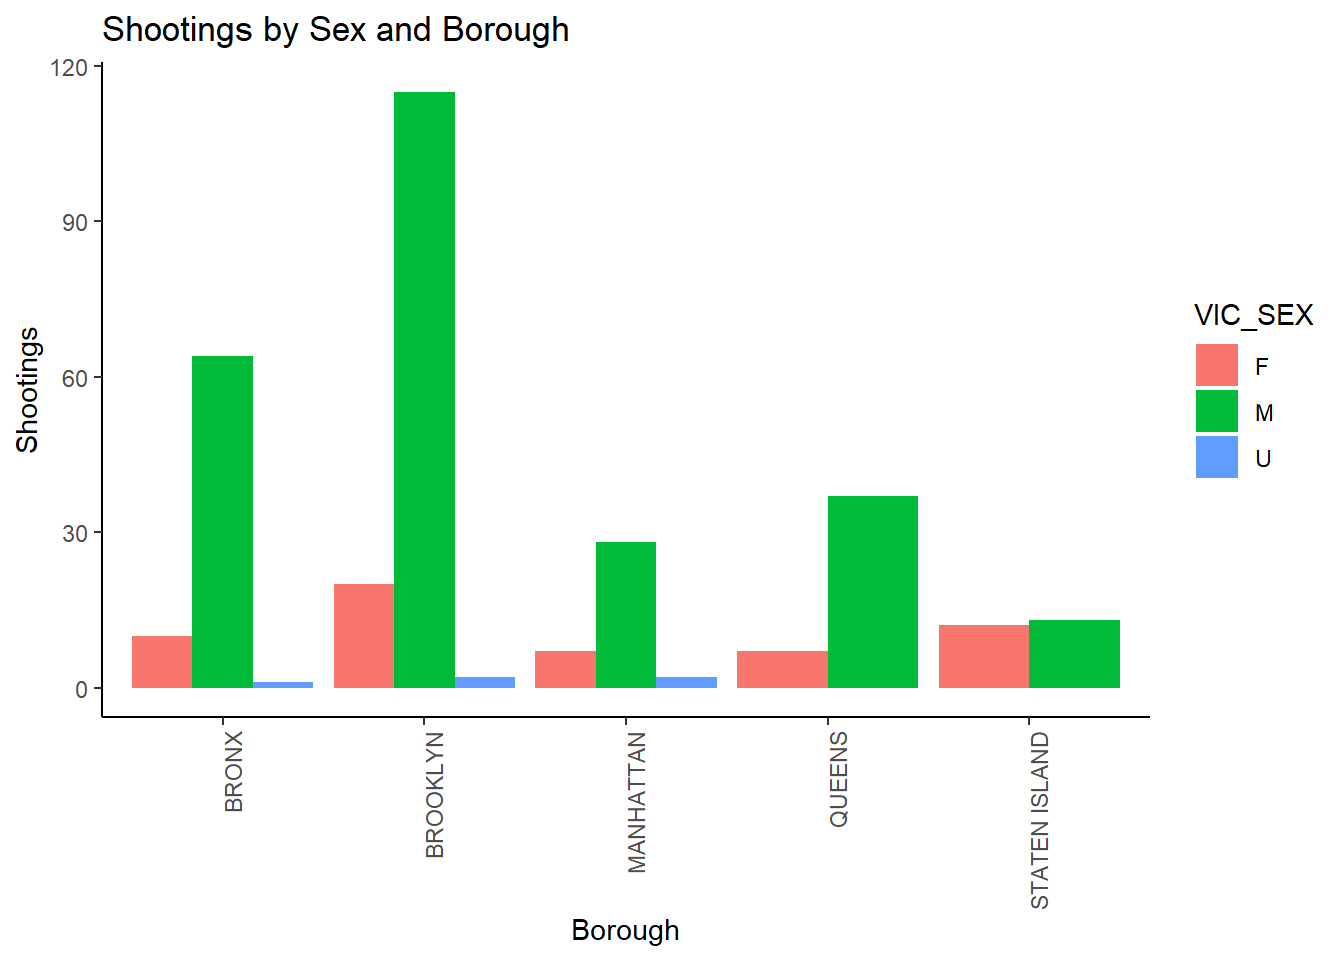 Shootings by Sex and Borough
120
90
60
30
0
Shootings
BRONX
BROOKLYN
MANHATTAN
QUEENS
STATEN ISLAND
Borough
VIC_SEX
F
M
U